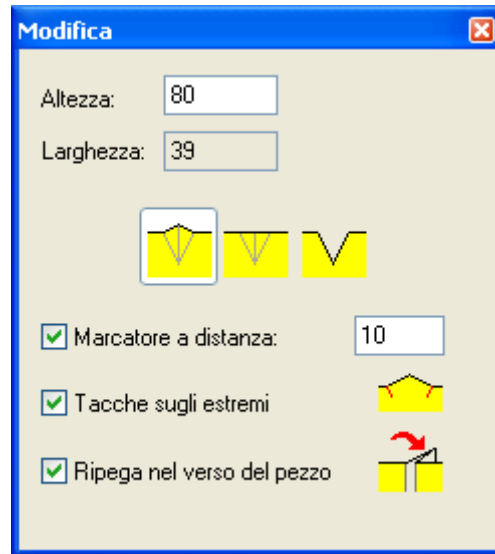 Modifica
Altezza: 80
Larghezza: 39
Marcatore a distanza: 10
Tacche sugli estremi
Ripega nel verso del pezzo